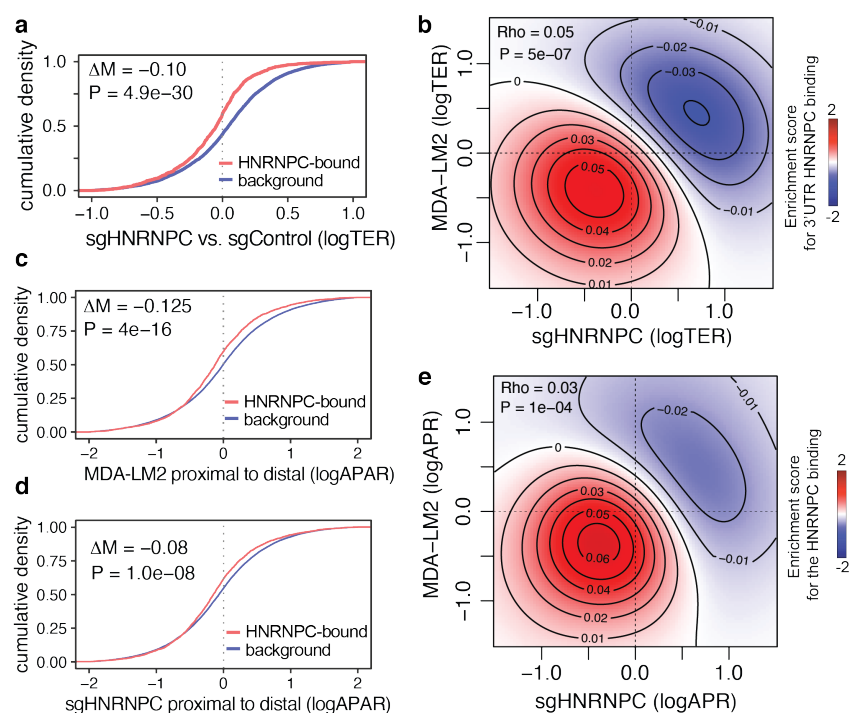 a
ΔM = −0.10
P = 4.9e−30
HNRNPC-bound
background
cumulative density
1.0
0.5
0.0
−1.0 −0.5 0.0 0.5 1.0
sgHNRNPC vs. sgControl (logTER)
b
Rho = 0.05
P = 5e−07
−0.01
−0.02
−0.03
0
0.03
0.05
0.04
0.02
0.01
−0.01
MDA−LM2 (logTER)
1.0
0.0
−1.0
−1.0 0.0 1.0
sgHNRNPC (logTER)
Enrichment score
for 3'UTR HNRNPC binding
2
-2
c
ΔM = −0.125
P = 4e−16
HNRNPC-bound
background
cumulative density
1.00
0.75
0.50
0.25
0.00
−2 −1 0 1 2
MDA-LM2 proximal to distal (logAPAR)
d
ΔM = −0.08
P = 1.0e−08
HNRNPC-bound
background
cumulative density
1.00
0.75
0.50
0.25
0.00
−2 −1 0 1 2
sgHNRNPC proximal to distal (logAPAR)
e
Rho = 0.03
P = 1e−04
−0.01
−0.02
0
0.03
0.05
0.06
0.04
0.02
0.01
−0.01
MDA−LM2 (logAPR)
1.0
0.0
−1.0
−1.0 0.0 1.0
sgHNRNPC (logAPR)
Enrichment score
for the HNRNPC binding
2
-2